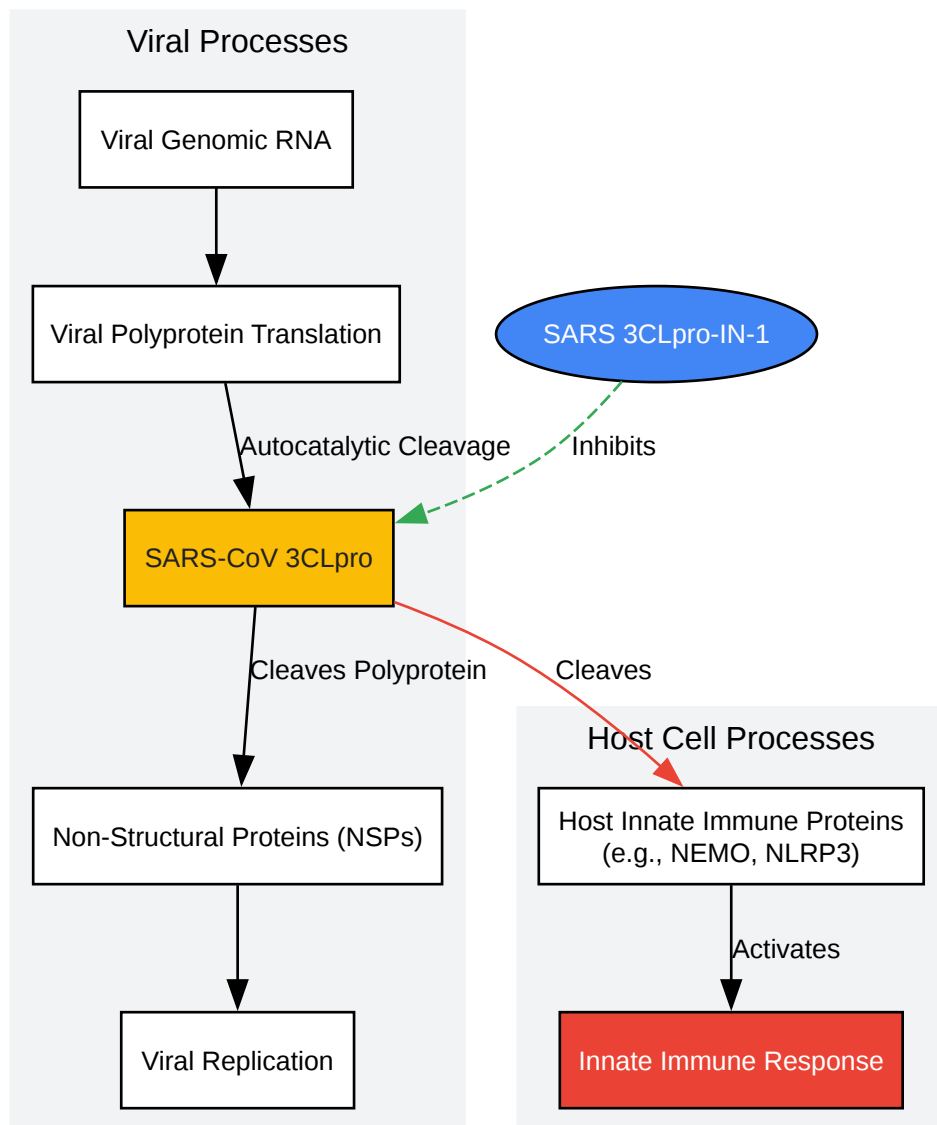 Viral Processes
Viral Genomic RNA
Viral Polyprotein Translation
SARS 3CLpro-IN-1
Autocatalytic Cleavage
Inhibits
SARS-CoV 3CLpro
Cleaves Polyprotein
Cleaves
Host Cell Processes
Non-Structural Proteins (NSPs)
Host Innate Immune Proteins
(e.g., NEMO, NLRP3)
Activates
Viral Replication
Innate Immune Response